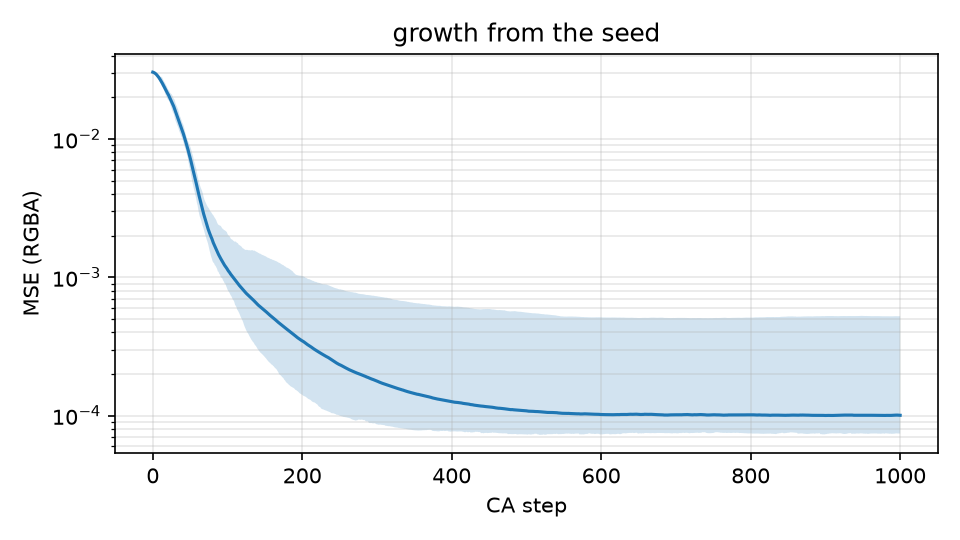 growth from the seed
MSE (RGBA)
10⁻²
10⁻³
10⁻⁴
0 200 400 600 800 1000
CA step